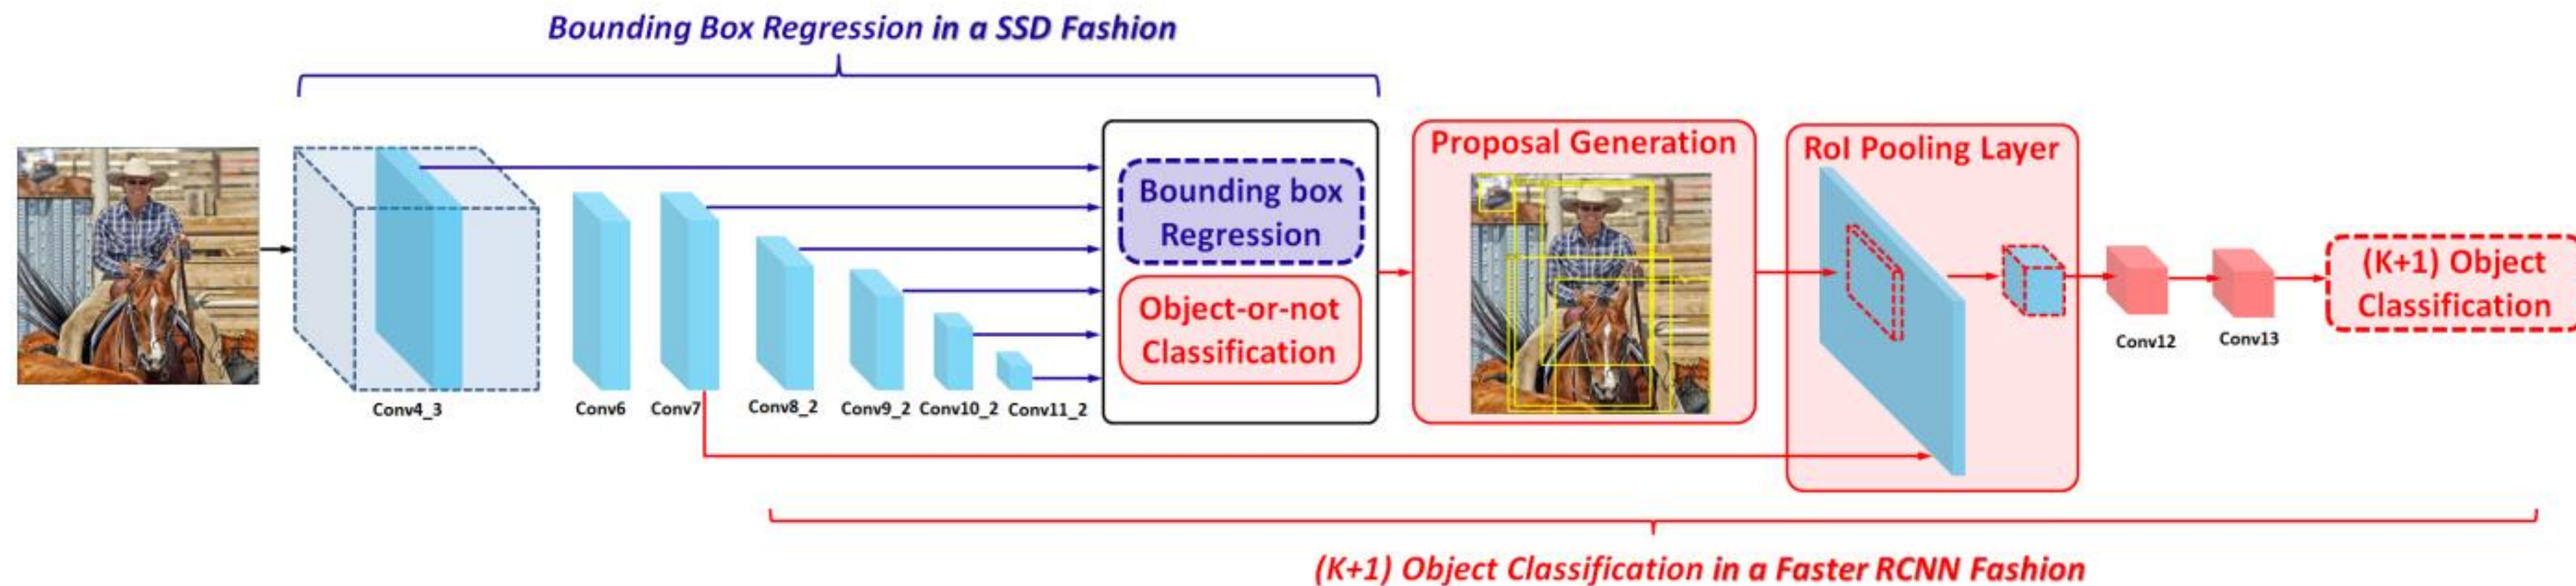 Bounding Box Regression in a SSD Fashion
Proposal Generation
RoI Pooling Layer
Bounding box
Regression
Object-or-not
Classification
(K+1) Object
Classification
Conv4_3
Conv6
Conv7
Conv8_2
Conv9_2
Conv10_2
Conv11_2
Conv12
Conv13
(K+1) Object Classification in a Faster RCNN Fashion